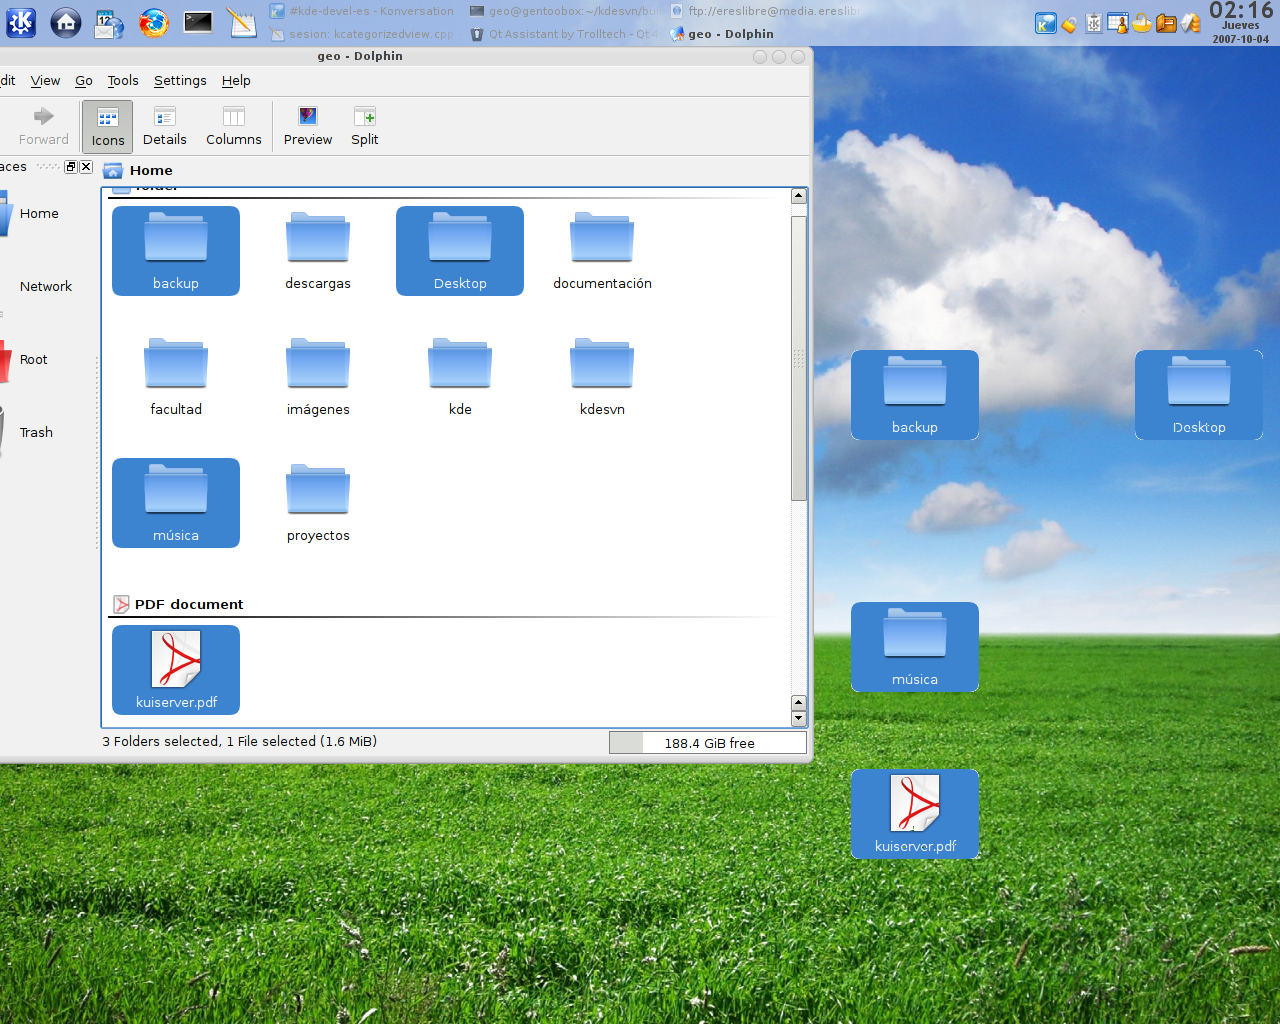 #kde-devel-es - Konversation
geo@gentoobox:~/kdesvn/bu
ftp://ereslibre@media.ereslib
sesion: kcategorizedview.cpp
Qt Assistant by Trolltech - Qt 4
geo - Dolphin
12
02:16
Jueves
2007-10-04
geo - Dolphin
dit View Go Tools Settings Help
Forward Icons Details Columns Preview Split
aces
Home
folder
Home
Network
Root
Trash
backup descargas Desktop documentación
facultad imágenes kde kdesvn
música proyectos
PDF document
kuiserver.pdf
3 Folders selected, 1 File selected (1.6 MiB)
188.4 GiB free
backup Desktop
música
kuiserver.pdf